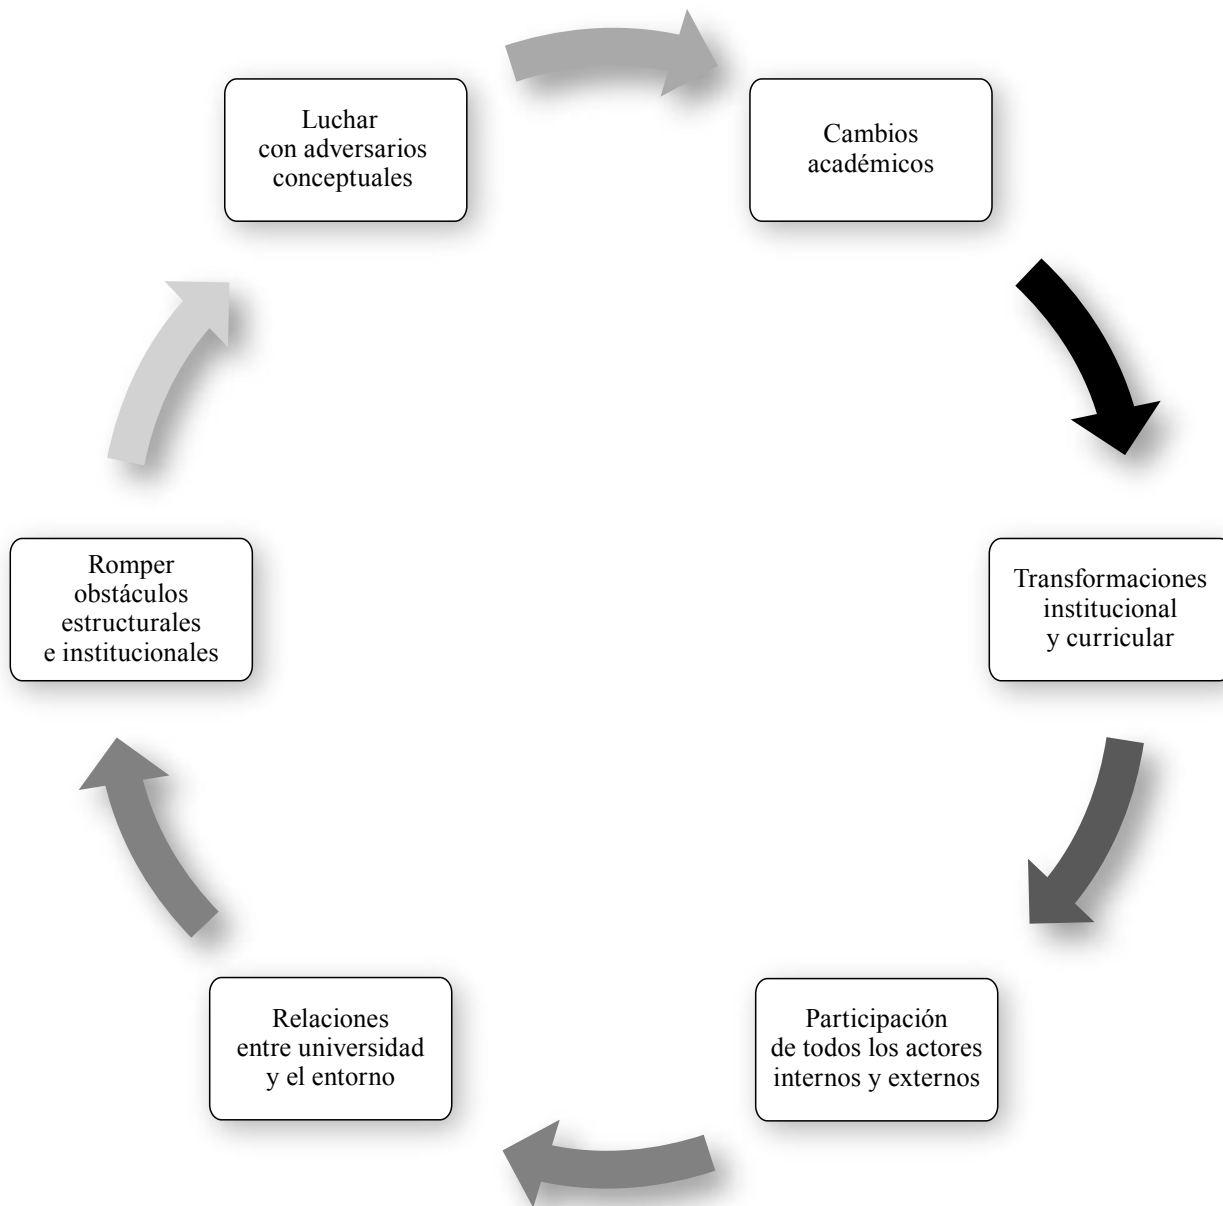 Luchar
con adversarios
conceptuales
Cambios
académicos
Transformaciones
institucional
y curricular
Participación
de todos los actores
internos y externos
Relaciones
entre universidad
y el entorno
Romper
obstáculos
estructurales
e institucionales